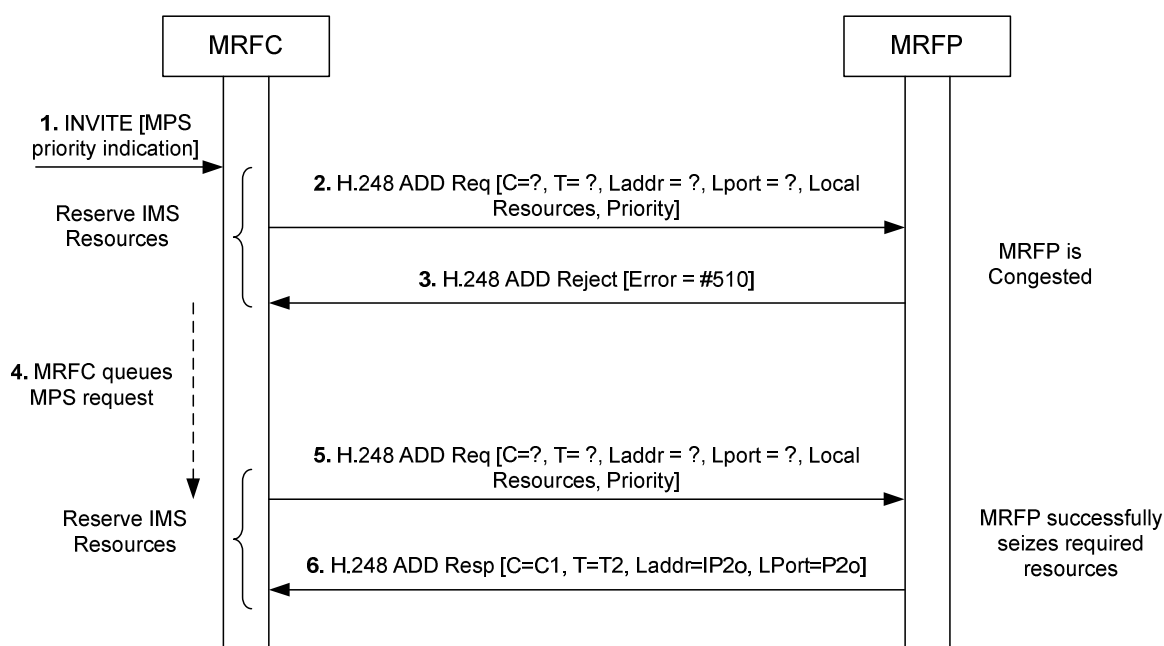 MRFC
MRFP
1. INVITE [MPS
priority indication]
2. H.248 ADD Req [C=?, T= ?, Laddr = ?, Lport = ?, Local
Resources, Priority]
Reserve IMS
Resources
MRFP is
Congested
3. H.248 ADD Reject [Error = #510]
4. MRFC queues
MPS request
5. H.248 ADD Req [C=?, T= ?, Laddr = ?, Lport = ?, Local
Resources, Priority]
Reserve IMS
Resources
MRFP successfully
seizes required
resources
6. H.248 ADD Resp [C=C1, T=T2, Laddr=IP2o, LPort=P2o]